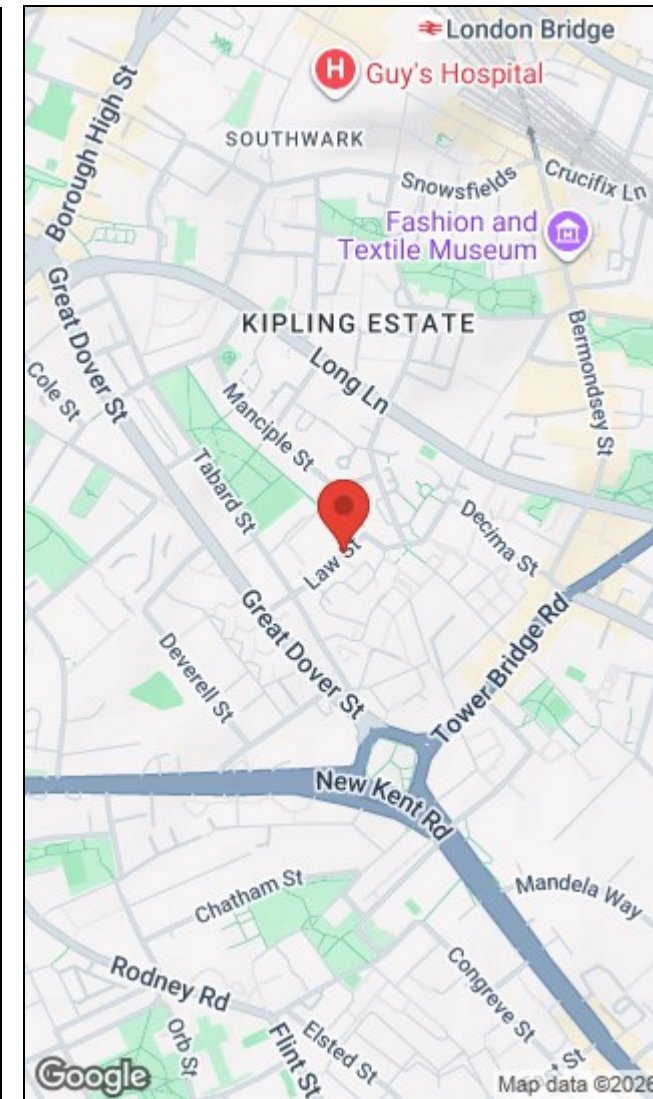 London Bridge
H
Guy's Hospital
Borough High St
SOUTHWARK
Snowsfields
Crucifix Ln
Fashion and
Textile Museum
Great Dover St
KIPLING ESTATE
Bermondsey St
Long Ln
Cole St
Manciple St
Tabard St
Decima St
Law St
Great Dover St
Tower Bridge Rd
Deverell St
New Kent Rd
Chatham St
Mandela Way
Rodney Rd
Congreve St
Orb St
Flint St
Elsted St
St
Google
Map data ©2026